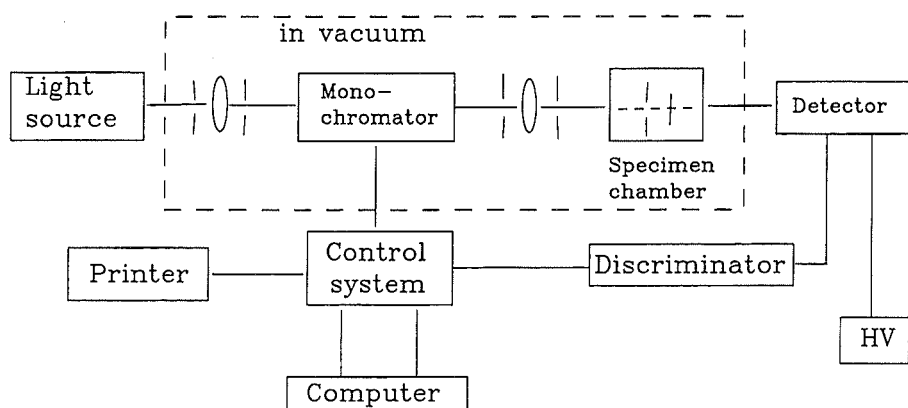 in vacuum
Light
source
Mono-
chromator
Detector
Specimen
chamber
Printer
Control
system
Discriminator
HV
Computer